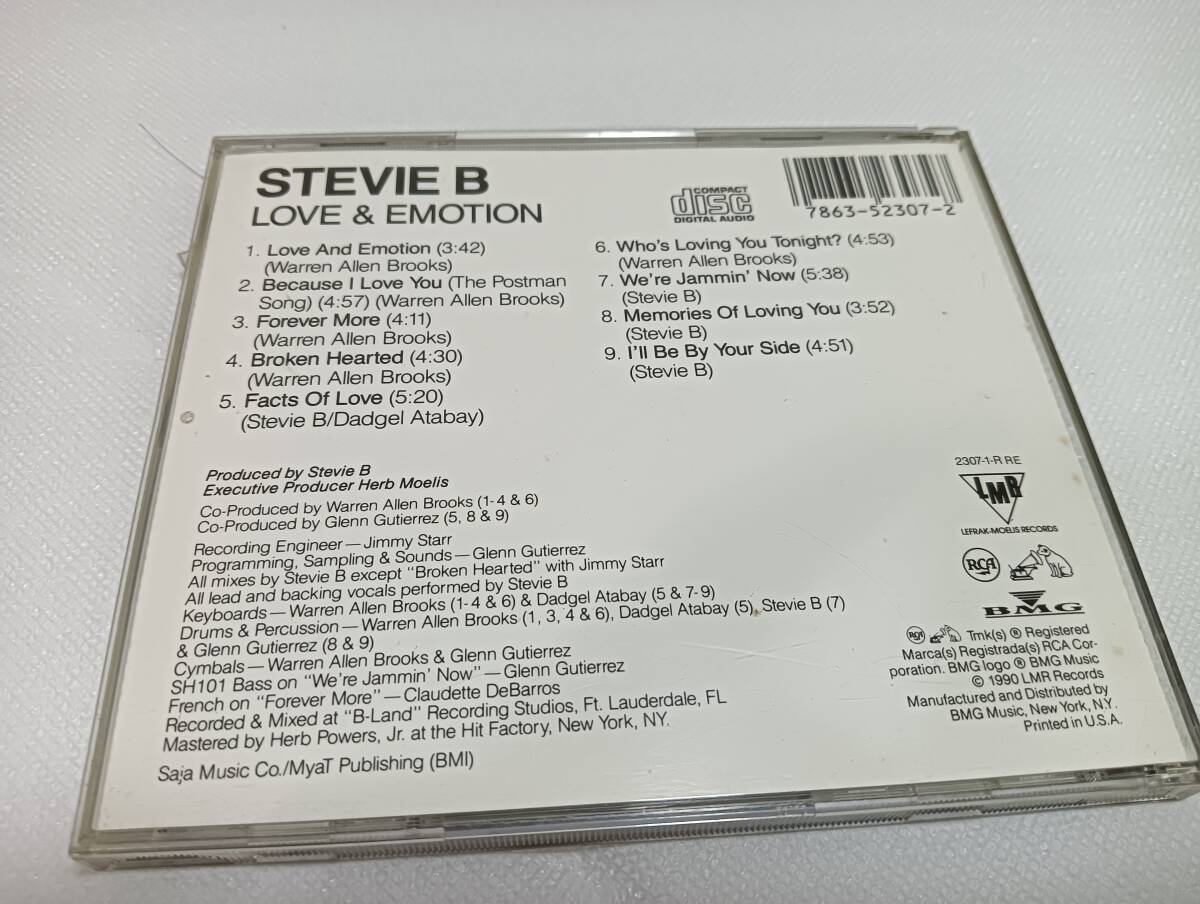 STEVIE B
LOVE & EMOTION
1. Love And Emotion (3:42)
(Warren Allen Brooks)
2. Because I Love You (The Postman
Song) (4:57) (Warren Allen Brooks)
3. Forever More (4:11)
(Warren Allen Brooks)
4. Broken Hearted (4:30)
(Warren Allen Brooks)
5. Facts Of Love (5:20)
(Stevie B/Dadgel Atabay)
COMPACT
disc
DIGITAL AUDIO
7863-52307-2
6. Who's Loving You Tonight? (4:53)
(Warren Allen Brooks)
7. We're Jammin' Now (5:38)
(Stevie B)
8. Memories Of Loving You (3:52)
(Stevie B)
9. I'll Be By Your Side (4:51)
(Stevie B)
Produced by Stevie B
Executive Producer Herb Moelis
Co-Produced by Warren Allen Brooks (1-4 & 6)
Co-Produced by Glenn Gutierrez (5, 8 & 9)
Recording Engineer—Jimmy Starr
Programming, Sampling & Sounds—Glenn Gutierrez
All mixes by Stevie B except "Broken Hearted" with Jimmy Starr
All lead and backing vocals performed by Stevie B
Keyboards—Warren Allen Brooks (1-4 & 6) & Dadgel Atabay (5 & 7-9)
Drums & Percussion—Warren Allen Brooks (1, 3, 4 & 6), Dadgel Atabay (5), Stevie B (7)
& Glenn Gutierrez (8 & 9)
Cymbals—Warren Allen Brooks & Glenn Gutierrez
SH101 Bass on "We're Jammin' Now"—Glenn Gutierrez
French on "Forever More"—Claudette DeBarros
Recorded & Mixed at "B-Land" Recording Studios, Ft. Lauderdale, FL
Mastered by Herb Powers, Jr. at the Hit Factory, New York, NY.
Saja Music Co./MyaT Publishing (BMI)
2307-1-R RE
LMR
LEFRAK-MOELIS RECORDS
RCA
BMG
RCA Tmk(s) ® Registered
Marca(s) Registrada(s) RCA Cor-
poration. BMG logo ® BMG Music
© 1990 LMR Records
Manufactured and Distributed by
BMG Music, New York, N.Y.
Printed in U.S.A.